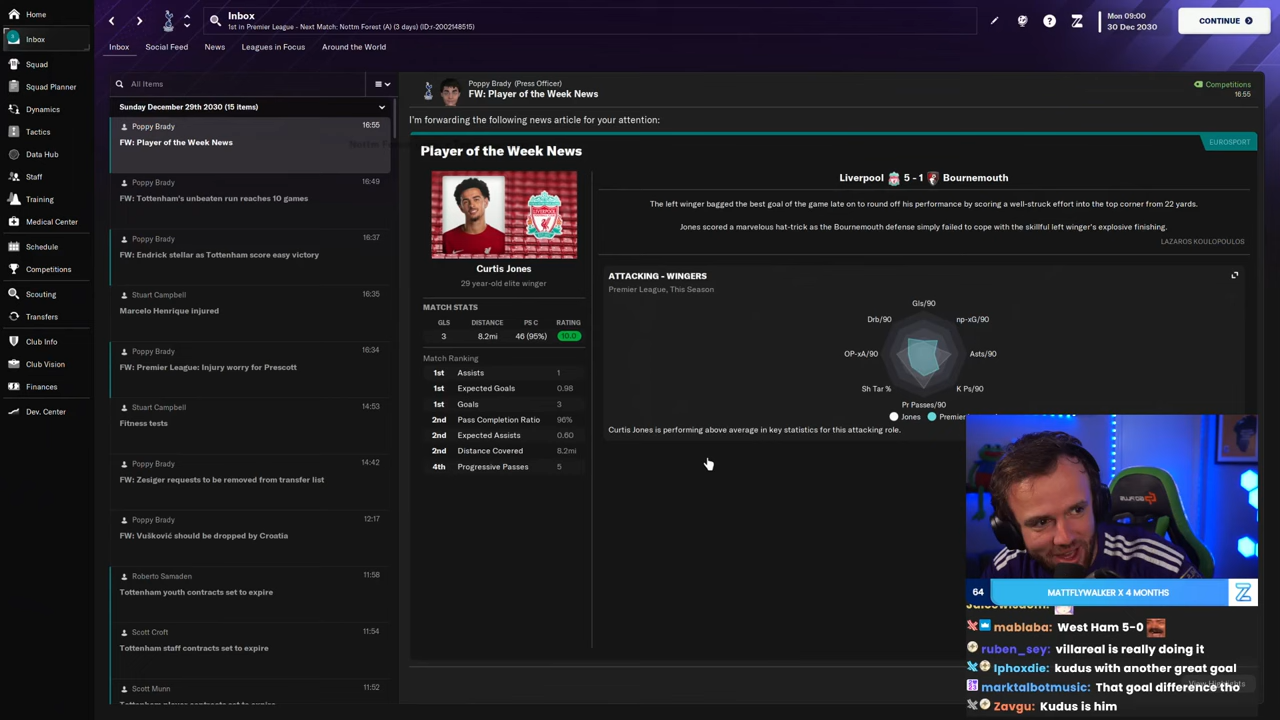 Home
Inbox
Squad
Squad Planner
Dynamics
Tactics
Data Hub
Staff
Training
Medical Center
Schedule
Competitions
Scouting
Transfers
Club Info
Club Vision
Finances
Dev. Center
Inbox
1st in Premier League - Next Match: Nottm Forest (A) (3 days) (ID:r-2002148515)
Mon 09:00
30 Dec 2030
CONTINUE
Inbox Social Feed News Leagues in Focus Around the World
All Items
Sunday December 29th 2030 (15 items)
Poppy Brady 16:55
FW: Player of the Week News
Poppy Brady 16:49
FW: Tottenham's unbeaten run reaches 10 games
Poppy Brady 16:37
FW: Endrick stellar as Tottenham score easy victory
Stuart Campbell 16:35
Marcelo Henrique injured
Poppy Brady 16:34
FW: Premier League: Injury worry for Prescott
Stuart Campbell 14:53
Fitness tests
Poppy Brady 14:42
FW: Zesiger requests to be removed from transfer list
Poppy Brady 12:17
FW: Vušković should be dropped by Croatia
Roberto Samaden 11:58
Tottenham youth contracts set to expire
Scott Croft 11:54
Tottenham staff contracts set to expire
Scott Munn 11:52
Tottenham player contracts set to expire
Poppy Brady (Press Officer)
FW: Player of the Week News
Competitions
16:55
I'm forwarding the following news article for your attention:
EUROSPORT
Player of the Week News
LIVERPOOL
Curtis Jones
29 year-old elite winger
MATCH STATS
GLS DISTANCE PS C RATING
3 8.2mi 46 (95%) 10.0
Match Ranking
1st Assists 1
1st Expected Goals 0.98
1st Goals 3
2nd Pass Completion Ratio 96%
2nd Expected Assists 0.60
2nd Distance Covered 8.2mi
4th Progressive Passes 5
Liverpool 5 - 1 Bournemouth
The left winger bagged the best goal of the game late on to round off his performance by scoring a well-struck effort into the top corner from 22 yards.
Jones scored a marvelous hat-trick as the Bournemouth defense simply failed to cope with the skillful left winger's explosive finishing.
LAZAROS KOULOPOULOS
ATTACKING - WINGERS
Premier League, This Season
Gls/90
Drb/90 np-xG/90
OP-xA/90 Asts/90
Sh Tar % K Ps/90
Pr Passes/90
Jones Premier
Curtis Jones is performing above average in key statistics for this attacking role.
64 MATTFLYWALKER X 4 MONTHS
mablaba: West Ham 5-0
ruben_sey: villareal is really doing it
Iphoxdie: kudus with another great goal
marktalbotmusic: That goal difference tho
Zavgu: Kudus is him